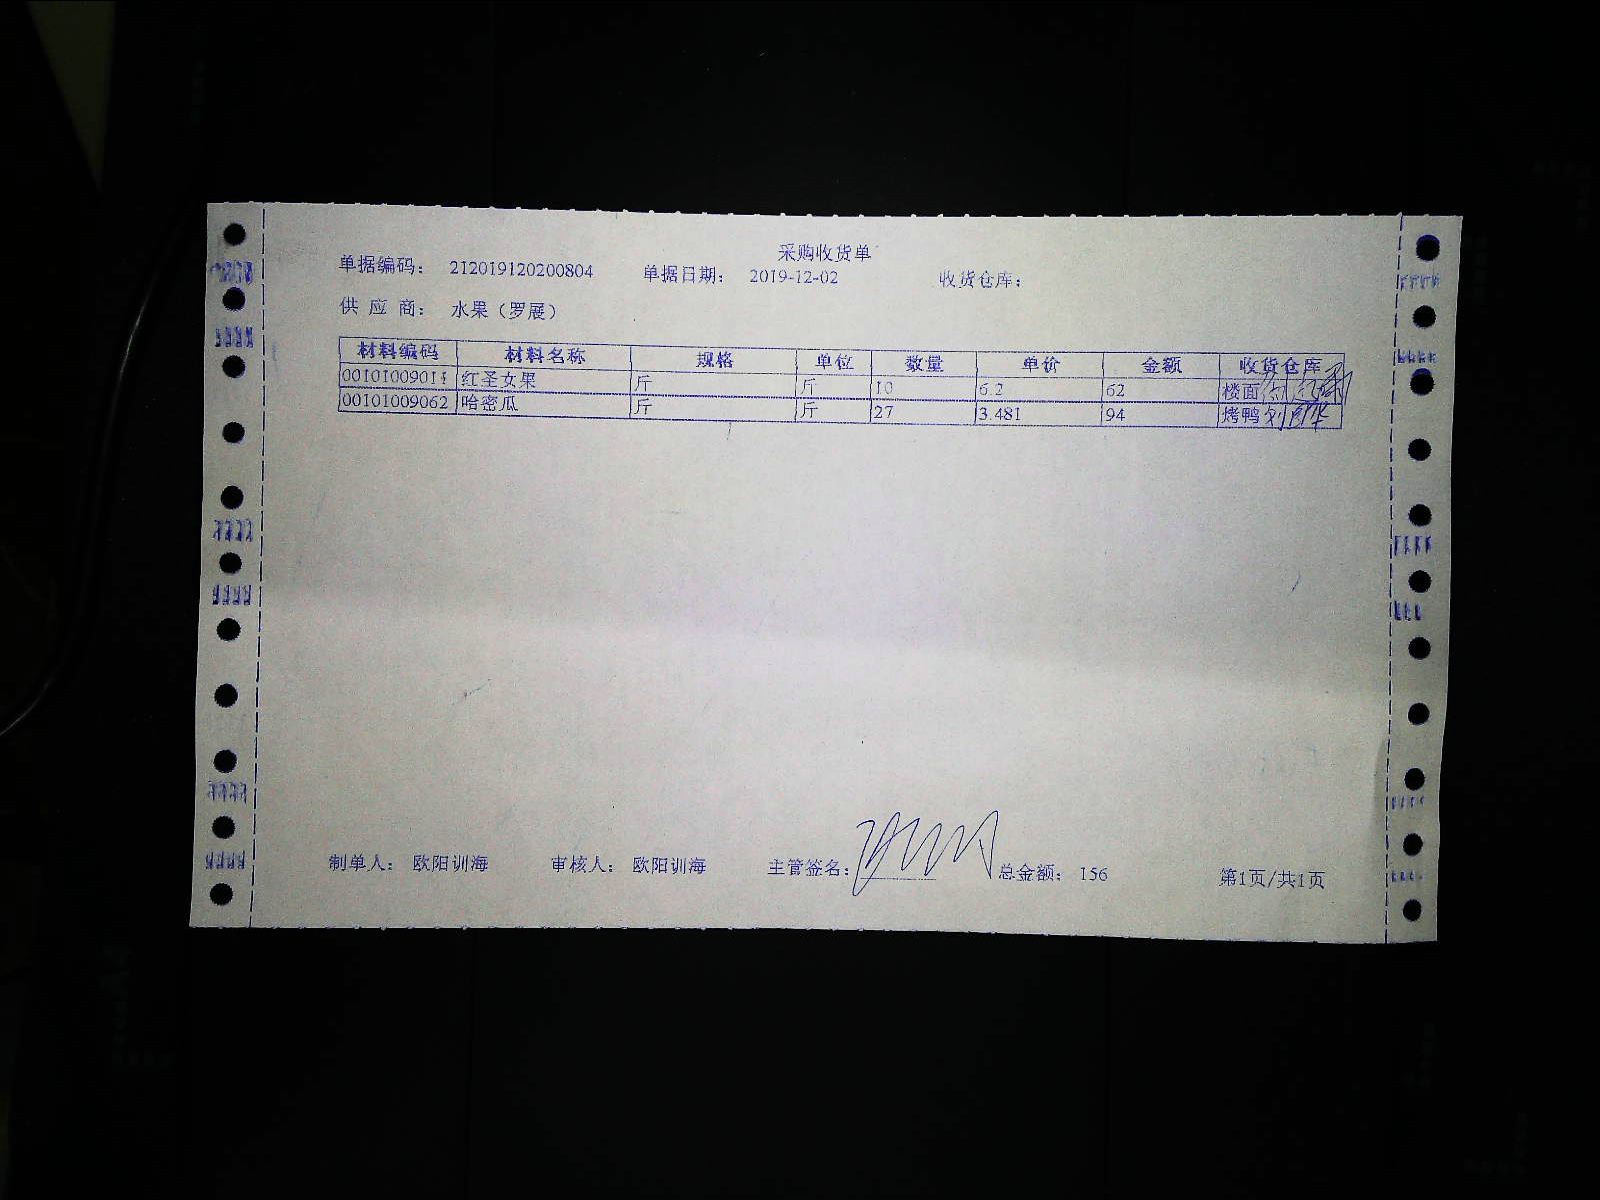 采购收货单
单据编码： 212019120200804 单据日期： 2019-12-02 收货仓库：
供 应 商： 水果（罗展）
材料编码 材料名称 规格 单位 数量 单价 金额 收货仓库
红圣女果 斤 斤 10 6.2 62 楼面
00101009062 哈密瓜 斤 斤 27 3.481 94 烤鸭
制单人： 欧阳训海 审核人： 欧阳训海 主管签名： 总金额： 156 第1页/共1页